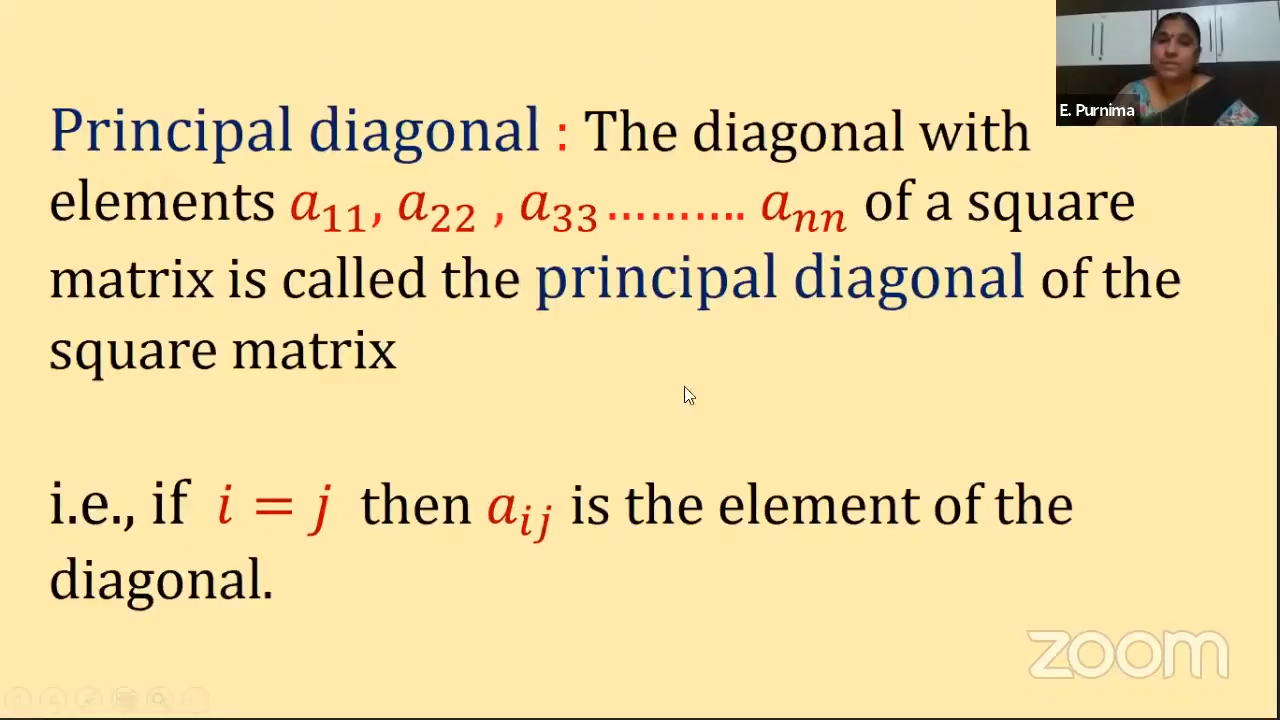 E. Purnima
Principal diagonal : The diagonal with
elements a₁₁, a₂₂ , a₃₃ ………. aₙₙ of a square
matrix is called the principal diagonal of the
square matrix
i.e., if i = j then aᵢⱼ is the element of the
diagonal.
zoom